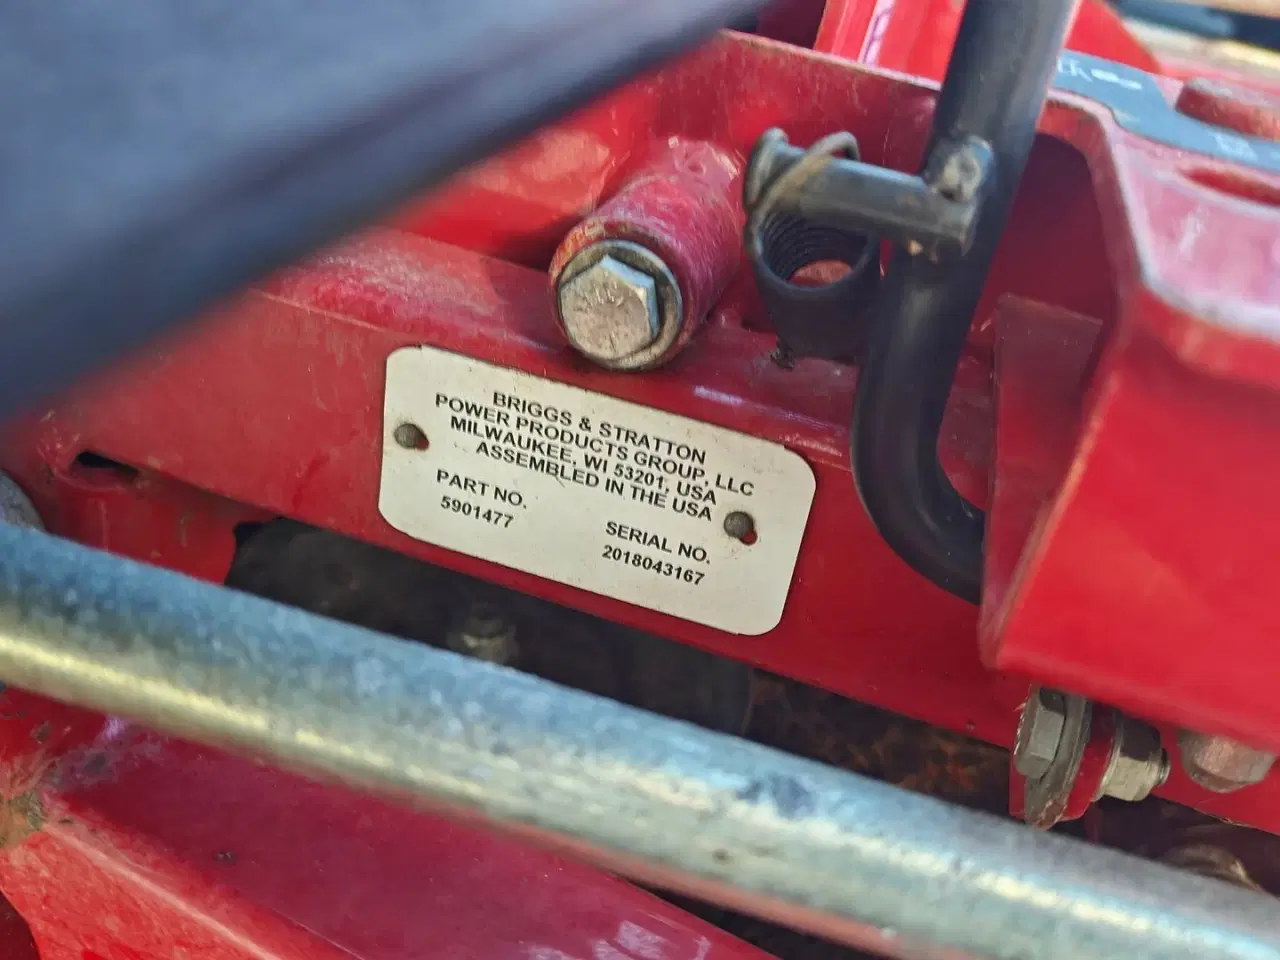 BRIGGS & STRATTON
POWER PRODUCTS GROUP, LLC
MILWAUKEE, WI 53201, USA
ASSEMBLED IN THE USA
PART NO.
5901477
SERIAL NO.
2018043167